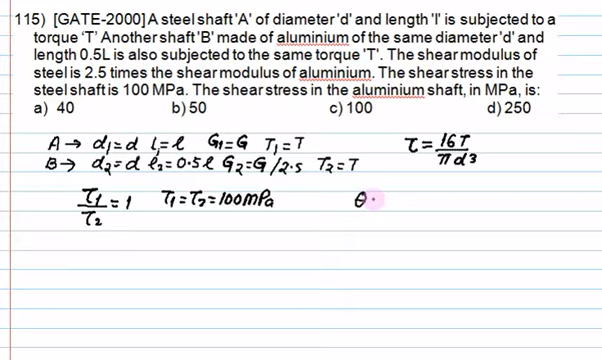 115) [GATE-2000] A steel shaft 'A' of diameter 'd' and length 'l' is subjected to a
torque 'T' Another shaft 'B' made of aluminium of the same diameter 'd' and
length 0.5L is also subjected to the same torque 'T'. The shear modulus of
steel is 2.5 times the shear modulus of aluminium. The shear stress in the
steel shaft is 100 MPa. The shear stress in the aluminium shaft, in MPa, is:
a) 40 b) 50 c) 100 d) 250
A → d₁=d l₁=l G₁=G T₁=T τ=16T/πd³
B → d₂=d l₂=0.5l G₂=G/2.5 T₂=T
τ₁/τ₂=1 τ₁=τ₂=100mPa θ